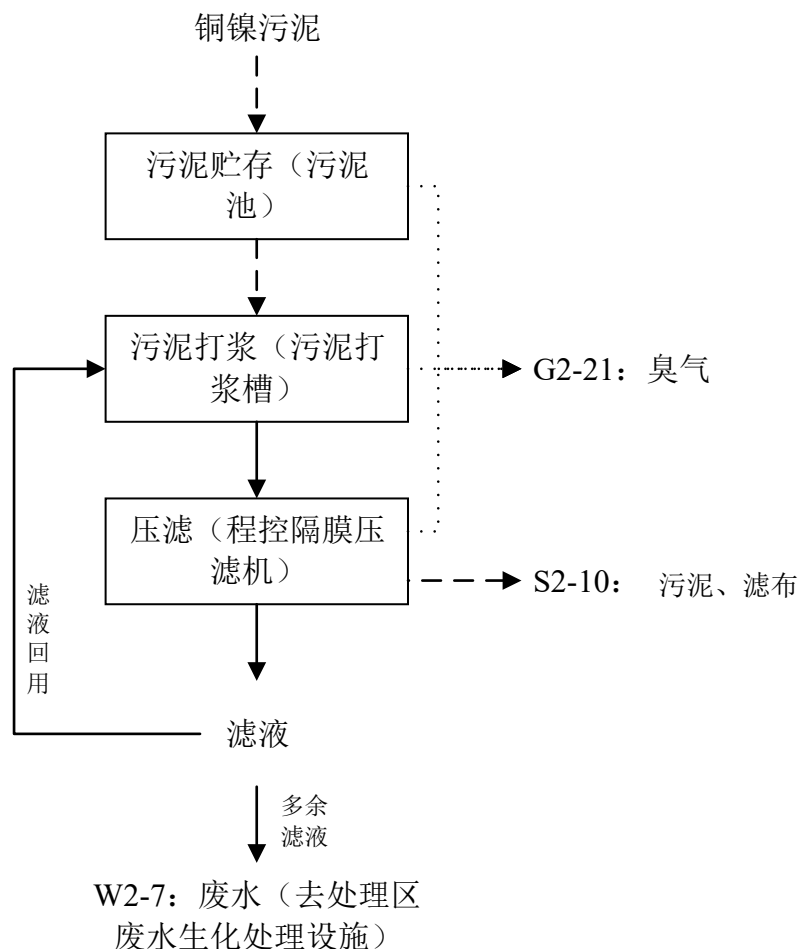 铜镍污泥
污泥贮存（污泥
池）
污泥打浆（污泥打
浆槽）
G2-21：臭气
压滤（程控隔膜压
滤机）
S2-10： 污泥、滤布
滤
液
回
用
滤液
多余
滤液
W2-7：废水（去处理区
废水生化处理设施）